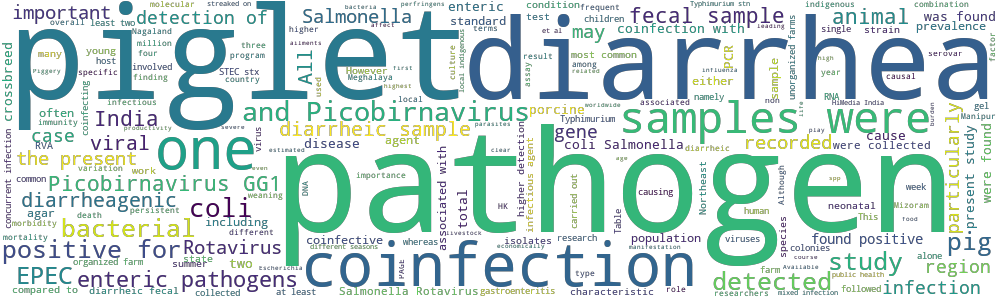 important
detection of
Salmonella
enteric
standard
condition
test
frequent
children
fecal sample
animal
was found
prevalence
indigenous
single
strain
combination
streaked on
molecular
bacteria
perfringens
Typhimurium stn
overall least two
Nagaland
million
four
many
young
host
specific
Piggery
involved
finding
three
program
STEC stx
country
higher
ailments
terms
et al
may
coinfection with
most common
among
related
unorganized farms
high
year
serovar
causal
factor
crossbreed
piglet
diarrhea
often
immunity
case
RVA
infectious
coinfecting
productivity
India
viral
and Picobirnavirus
All
used
However
Meghalaya
first
highest
local
severe
culture
local indigenous
assay
result
influenza
either
namely
PCR
sample
non
RNA
HiMedia India
burden
gel
Manipur
porcine
Typhimurium
associated
worldwide
samples were
life
play
recorded
cause
were collected
particularly
present study
were found
diarrheic sample
disease
agent
virus
estimated
parasites
clear
gene
coli Salmonella
diarrheic
age
the present
variation
work
even
weaning
one
pathogen
concurrent infection
common
Picobirnavirus GG1
diarrheagenic
agar
death
persistent
morbidity
bacterial
coli
including
different
DNA
importance
associated with
total
HK
higher detection
infectious agent
carried out
Table
causing
Northeast
human
Although
species
neonatal
This
spp
week
Mizoram
food
pig
mortality
positive for
organized farm
summer
state
Rotavirus
two
coinfective
whereas
different seasons
PAGE
Livestock
economically
isolates
research
manifestation
population
viruses
colonies
course
Available
found positive
study
alone
region
EPEC
enteric pathogens
Escherichia
coinfection
type
detected
farm
researchers
mixed infection
public health
followed
infection
compared to
diarrheic fecal
collected
at least
Salmonella Rotavirus
gastroenteritis
characteristic
role